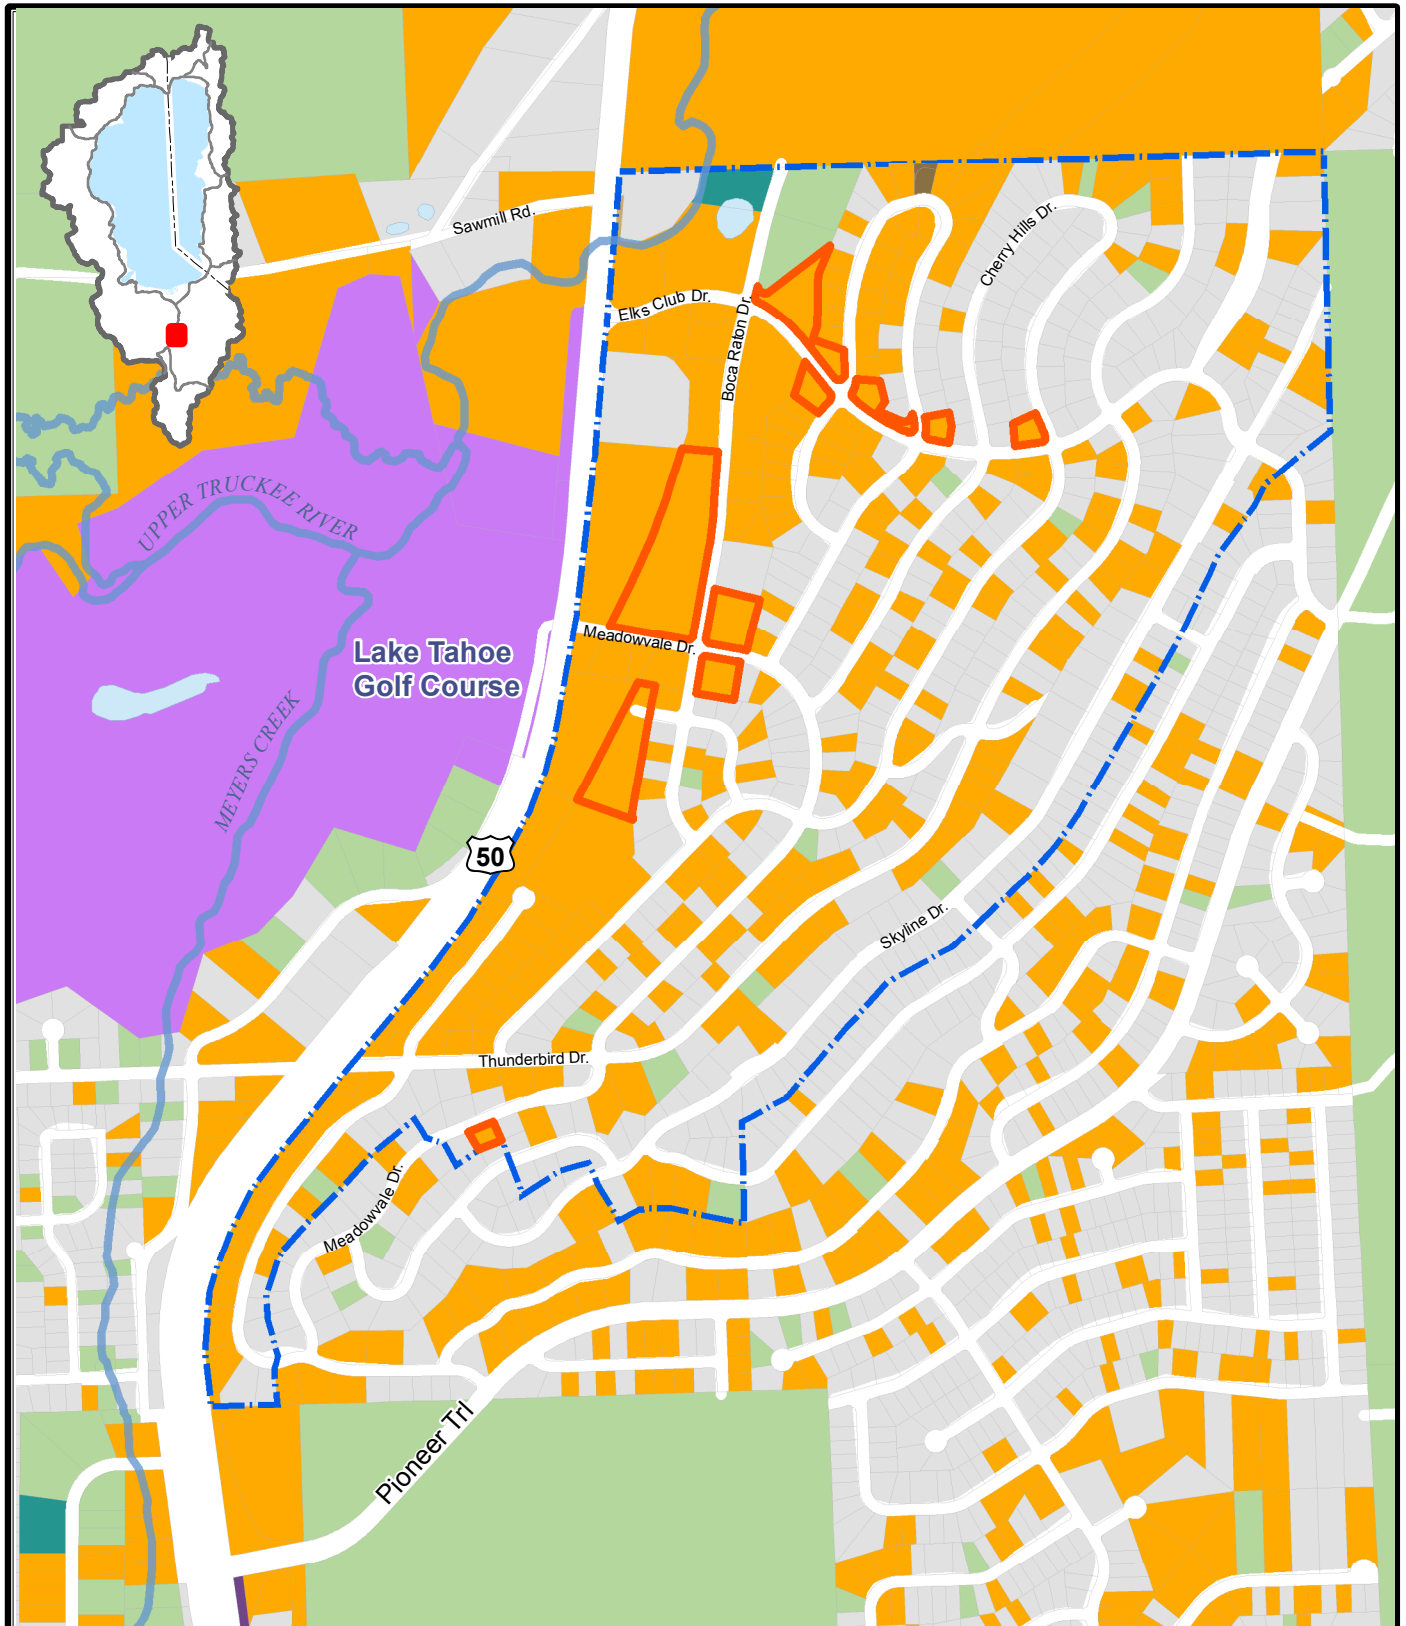 Sawmill Rd.
Cherry Hills Dr.
Elks Club Dr.
Boca Raton Dr.
UPPER TRUCKEE RIVER
Meadowvale Dr.
Lake Tahoe
Golf Course
MEYERS CREEK
50
Skyline Dr.
Thunderbird Dr.
Meadowvale Dr.
Pioneer Trl